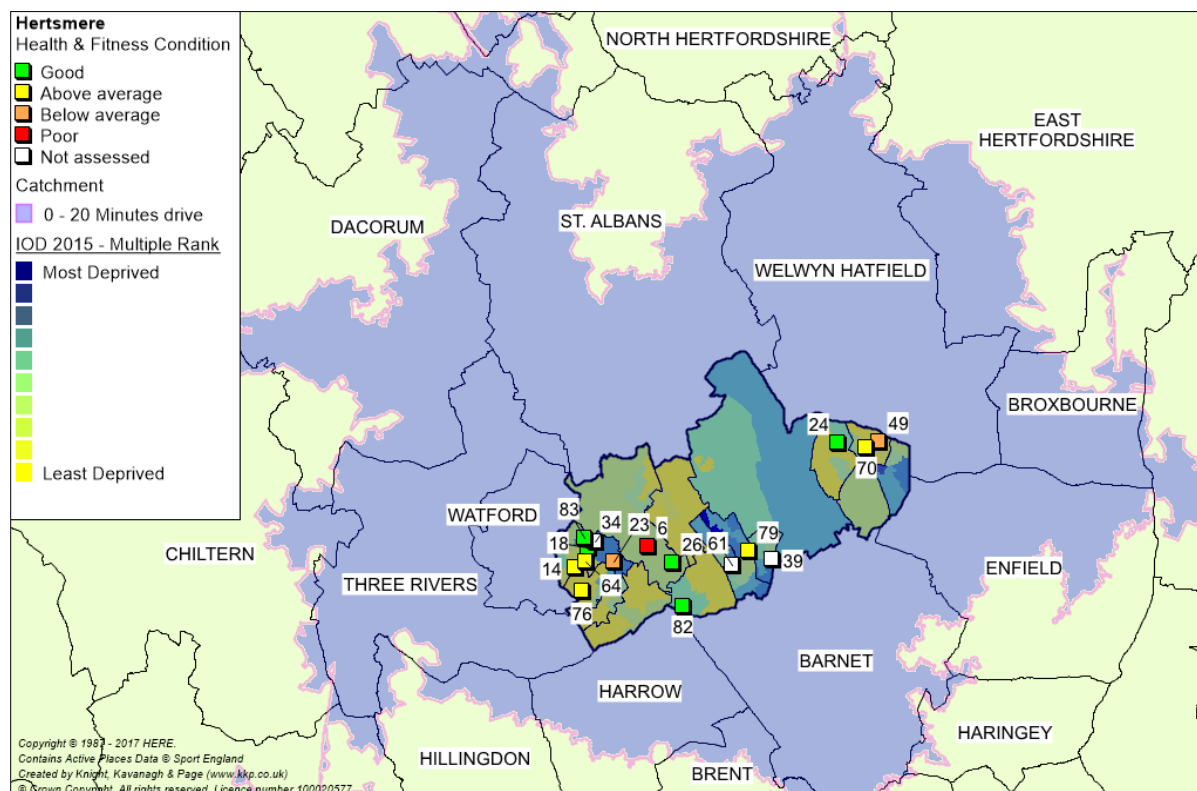 Hertsmere
Health & Fitness Condition
Good
Above average
Below average
Poor
Not assessed
Catchment
0 - 20 Minutes drive
IOD 2015 - Multiple Rank
Most Deprived
Least Deprived
NORTH HERTFORDSHIRE
EAST
HERTFORDSHIRE
DACORUM
ST. ALBANS
WELWYN HATFIELD
BROXBOURNE
24
49
70
WATFORD
83
34
23
6
18
26
61
79
CHILTERN
14
39
THREE RIVERS
64
ENFIELD
76
82
BARNET
HARROW
HARINGEY
HILLINGDON
BRENT
Copyright © 1987 - 2017 HERE.
Contains Active Places Data © Sport England
Created by Knight, Kavanagh & Page (www.kkp.co.uk)
© Crown Copyright. All rights reserved. Licence number 100020577